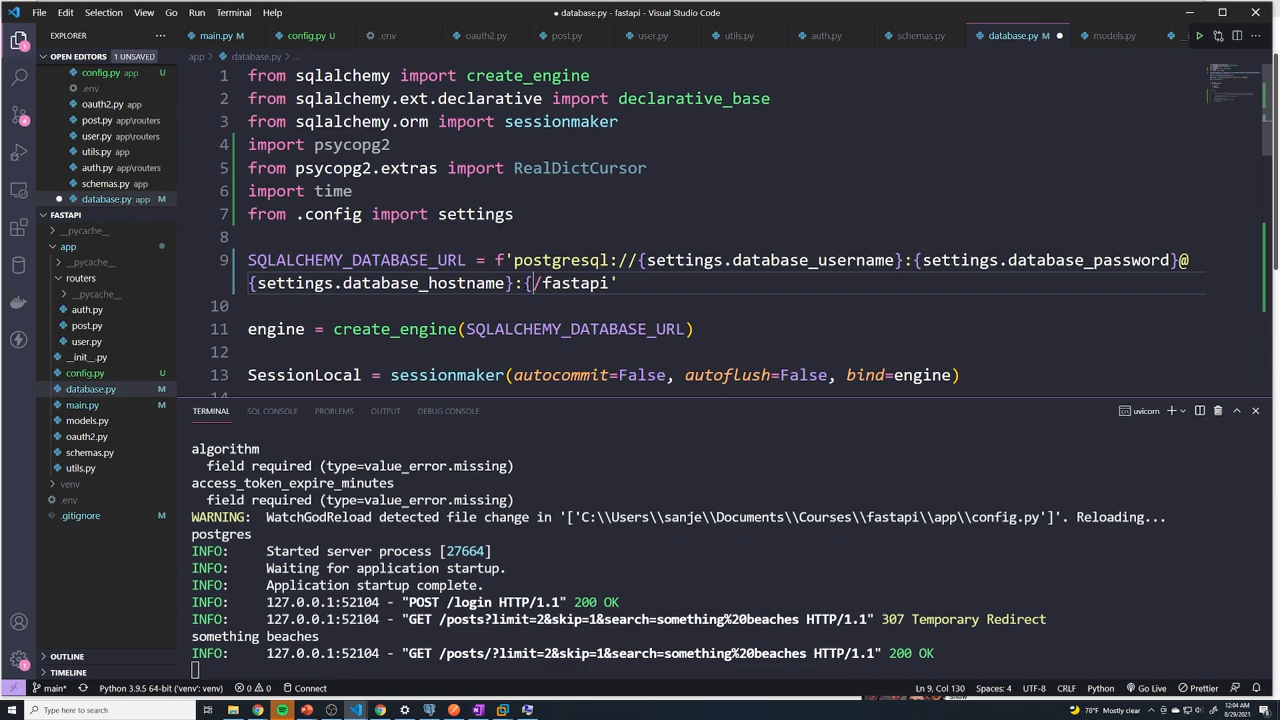 File Edit Selection View Go Run Terminal Help
● database.py - fastapi - Visual Studio Code
EXPLORER
main.py M config.py U .env oauth2.py post.py user.py utils.py auth.py schemas.py database.py M ● models.py
OPEN EDITORS 1 UNSAVED
config.py U
.env
oauth2.py app
post.py app\routers
user.py app\routers
utils.py app
auth.py app\routers
schemas.py app
database.py app M
FASTAPI
__pycache__
app
__pycache__
routers
__pycache__
auth.py
post.py
user.py
__init__.py
config.py U
database.py M
main.py M
models.py
oauth2.py
schemas.py
utils.py
venv
.env
.gitignore M
OUTLINE
TIMELINE
app > database.py > ...
1 from sqlalchemy import create_engine
2 from sqlalchemy.ext.declarative import declarative_base
3 from sqlalchemy.orm import sessionmaker
4 import psycopg2
5 from psycopg2.extras import RealDictCursor
6 import time
7 from .config import settings
8
9 SQLALCHEMY_DATABASE_URL = f'postgresql://{settings.database_username}:{settings.database_password}@
{settings.database_hostname}:{/fastapi'
10
11 engine = create_engine(SQLALCHEMY_DATABASE_URL)
12
13 SessionLocal = sessionmaker(autocommit=False, autoflush=False, bind=engine)
TERMINAL SQL CONSOLE PROBLEMS OUTPUT DEBUG CONSOLE
uvicorn
algorithm
field required (type=value_error.missing)
access_token_expire_minutes
field required (type=value_error.missing)
WARNING: WatchGodReload detected file change in '['C:\\Users\\sanje\\Documents\\Courses\\fastapi\\app\\config.py']'. Reloading...
postgres
INFO: Started server process [27664]
INFO: Waiting for application startup.
INFO: Application startup complete.
INFO: 127.0.0.1:52104 - "POST /login HTTP/1.1" 200 OK
INFO: 127.0.0.1:52104 - "GET /posts?limit=2&skip=1&search=something%20beaches HTTP/1.1" 307 Temporary Redirect
something beaches
INFO: 127.0.0.1:52104 - "GET /posts/?limit=2&skip=1&search=something%20beaches HTTP/1.1" 200 OK
main* Python 3.9.5 64-bit ('venv': venv) 0 0 Connect
Ln 9, Col 130 Spaces: 4 UTF-8 CRLF Python Go Live Prettier
Type here to search
78°F Mostly clear
12:04 AM
8/29/2021